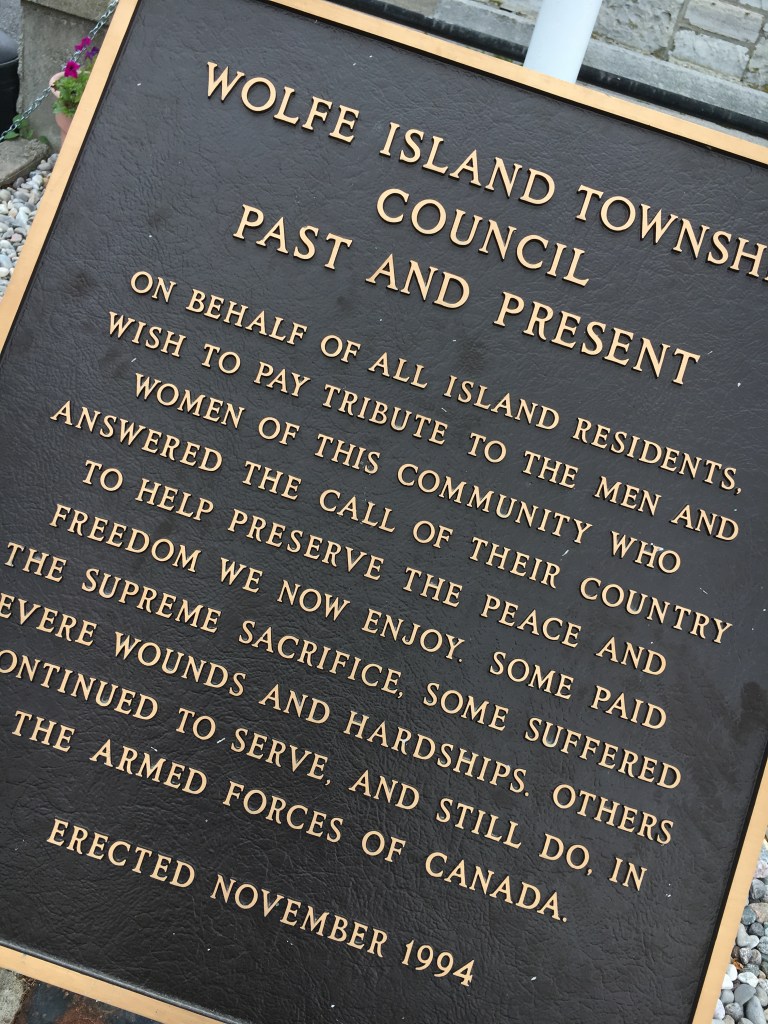 WOLFE ISLAND TOWNSHI
COUNCIL
PAST AND PRESENT
ON BEHALF OF ALL ISLAND RESIDENTS,
WISH TO PAY TRIBUTE TO THE MEN AND
WOMEN OF THIS COMMUNITY WHO
ANSWERED THE CALL OF THEIR COUNTRY
TO HELP PRESERVE THE PEACE AND
FREEDOM WE NOW ENJOY. SOME PAID
THE SUPREME SACRIFICE, SOME SUFFERED
EVERE WOUNDS AND HARDSHIPS. OTHERS
ONTINUED TO SERVE, AND STILL DO, IN
THE ARMED FORCES OF CANADA.
ERECTED NOVEMBER 1994